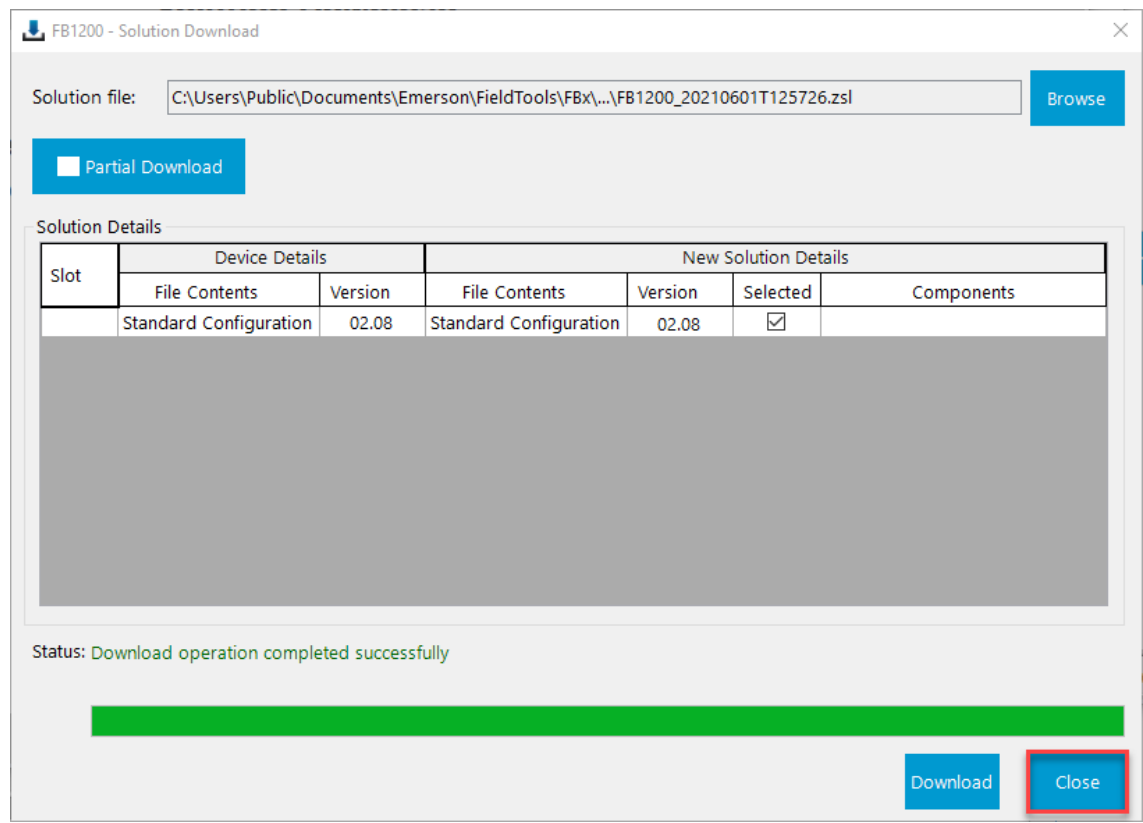 FB1200 - Solution Download
Solution file: C:\Users\Public\Documents\Emerson\FieldTools\FBx\...\FB1200_20210601T125726.zsl Browse
Partial Download
Solution Details
Slot Device Details New Solution Details
File Contents Version File Contents Version Selected Components
Standard Configuration 02.08 Standard Configuration 02.08
Status: Download operation completed successfully
Download Close